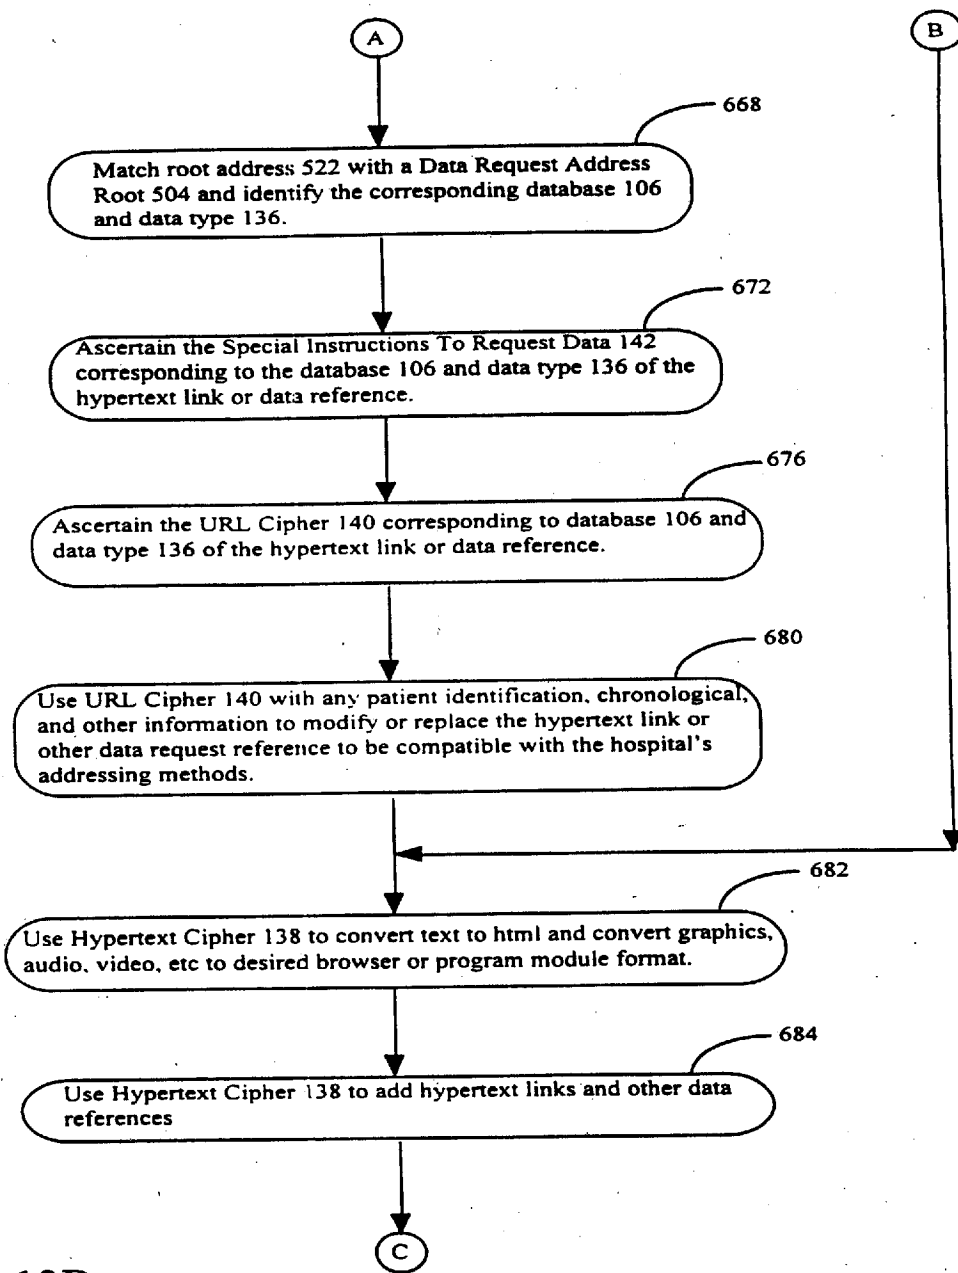 A
B
668
Match root address 522 with a Data Request Address
Root 504 and identify the corresponding database 106
and data type 136.
672
Ascertain the Special Instructions To Request Data 142
corresponding to the database 106 and data type 136 of the
hypertext link or data reference.
676
Ascertain the URL Cipher 140 corresponding to database 106 and
data type 136 of the hypertext link or data reference.
680
Use URL Cipher 140 with any patient identification, chronological,
and other information to modify or replace the hypertext link or
other data request reference to be compatible with the hospital's
addressing methods.
682
Use Hypertext Cipher 138 to convert text to html and convert graphics,
audio, video, etc to desired browser or program module format.
684
Use Hypertext Cipher 138 to add hypertext links and other data
references
C